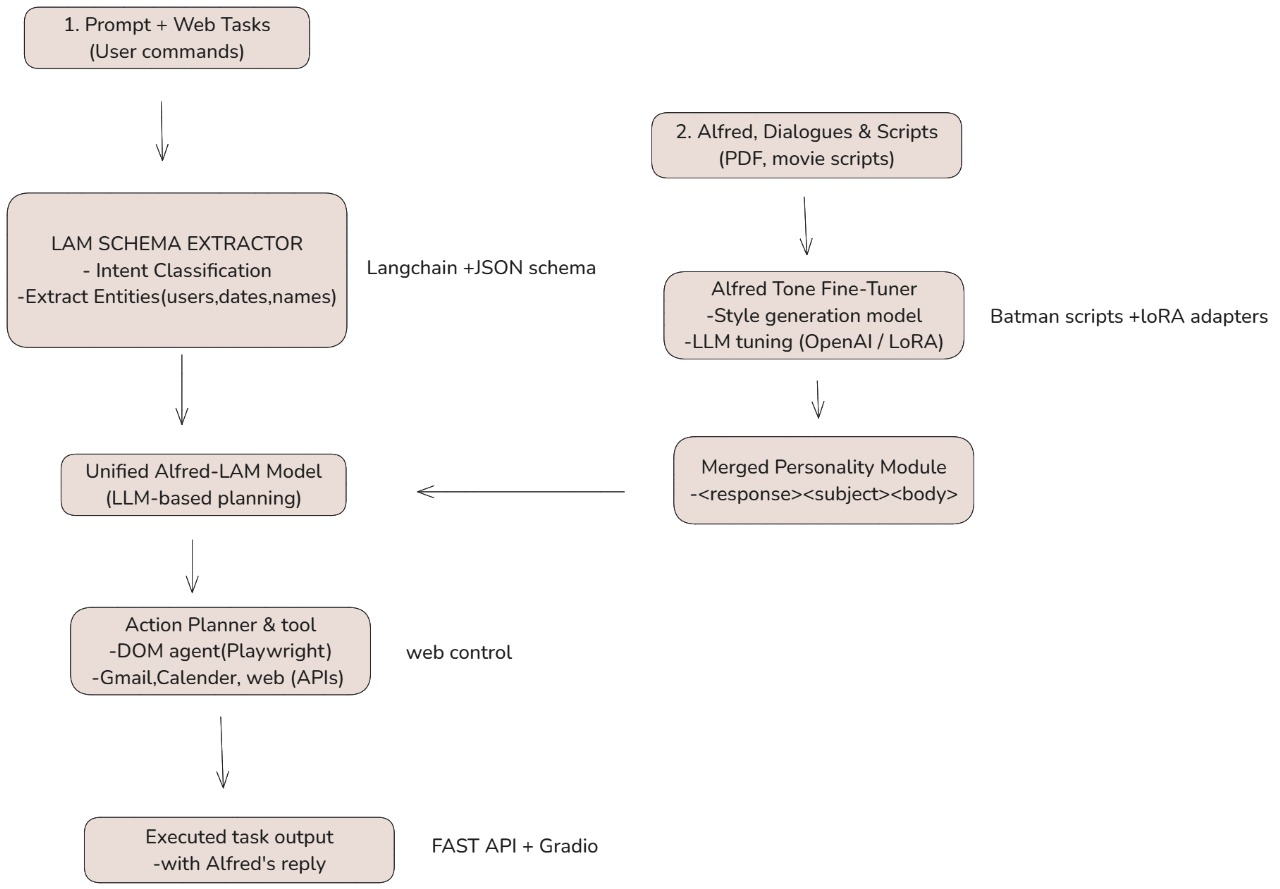 1. Prompt + Web Tasks
(User commands)
2. Alfred, Dialogues & Scripts
(PDF, movie scripts)
LAM SCHEMA EXTRACTOR
- Intent Classification
-Extract Entities(users,dates,names)
Langchain +JSON schema
Alfred Tone Fine-Tuner
-Style generation model
-LLM tuning (OpenAI / LoRA)
Batman scripts +loRA adapters
Unified Alfred-LAM Model
(LLM-based planning)
Merged Personality Module
-<response><subject><body>
Action Planner & tool
-DOM agent(Playwright)
-Gmail,Calender, web (APIs)
web control
Executed task output
-with Alfred's reply
FAST API + Gradio